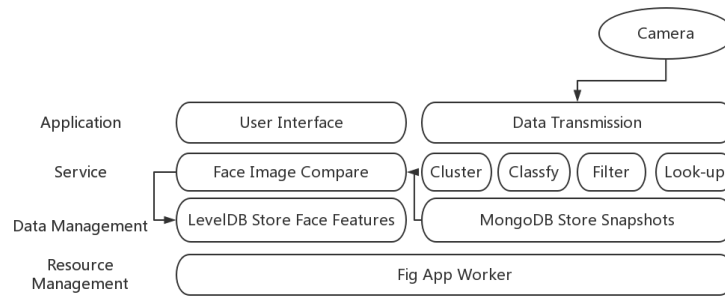 Camera
Application
User Interface
Data Transmission
Service
Face Image Compare
Cluster
Classfy
Filter
Look-up
Data Management
LevelDB Store Face Features
MongoDB Store Snapshots
Resource
Management
Fig App Worker